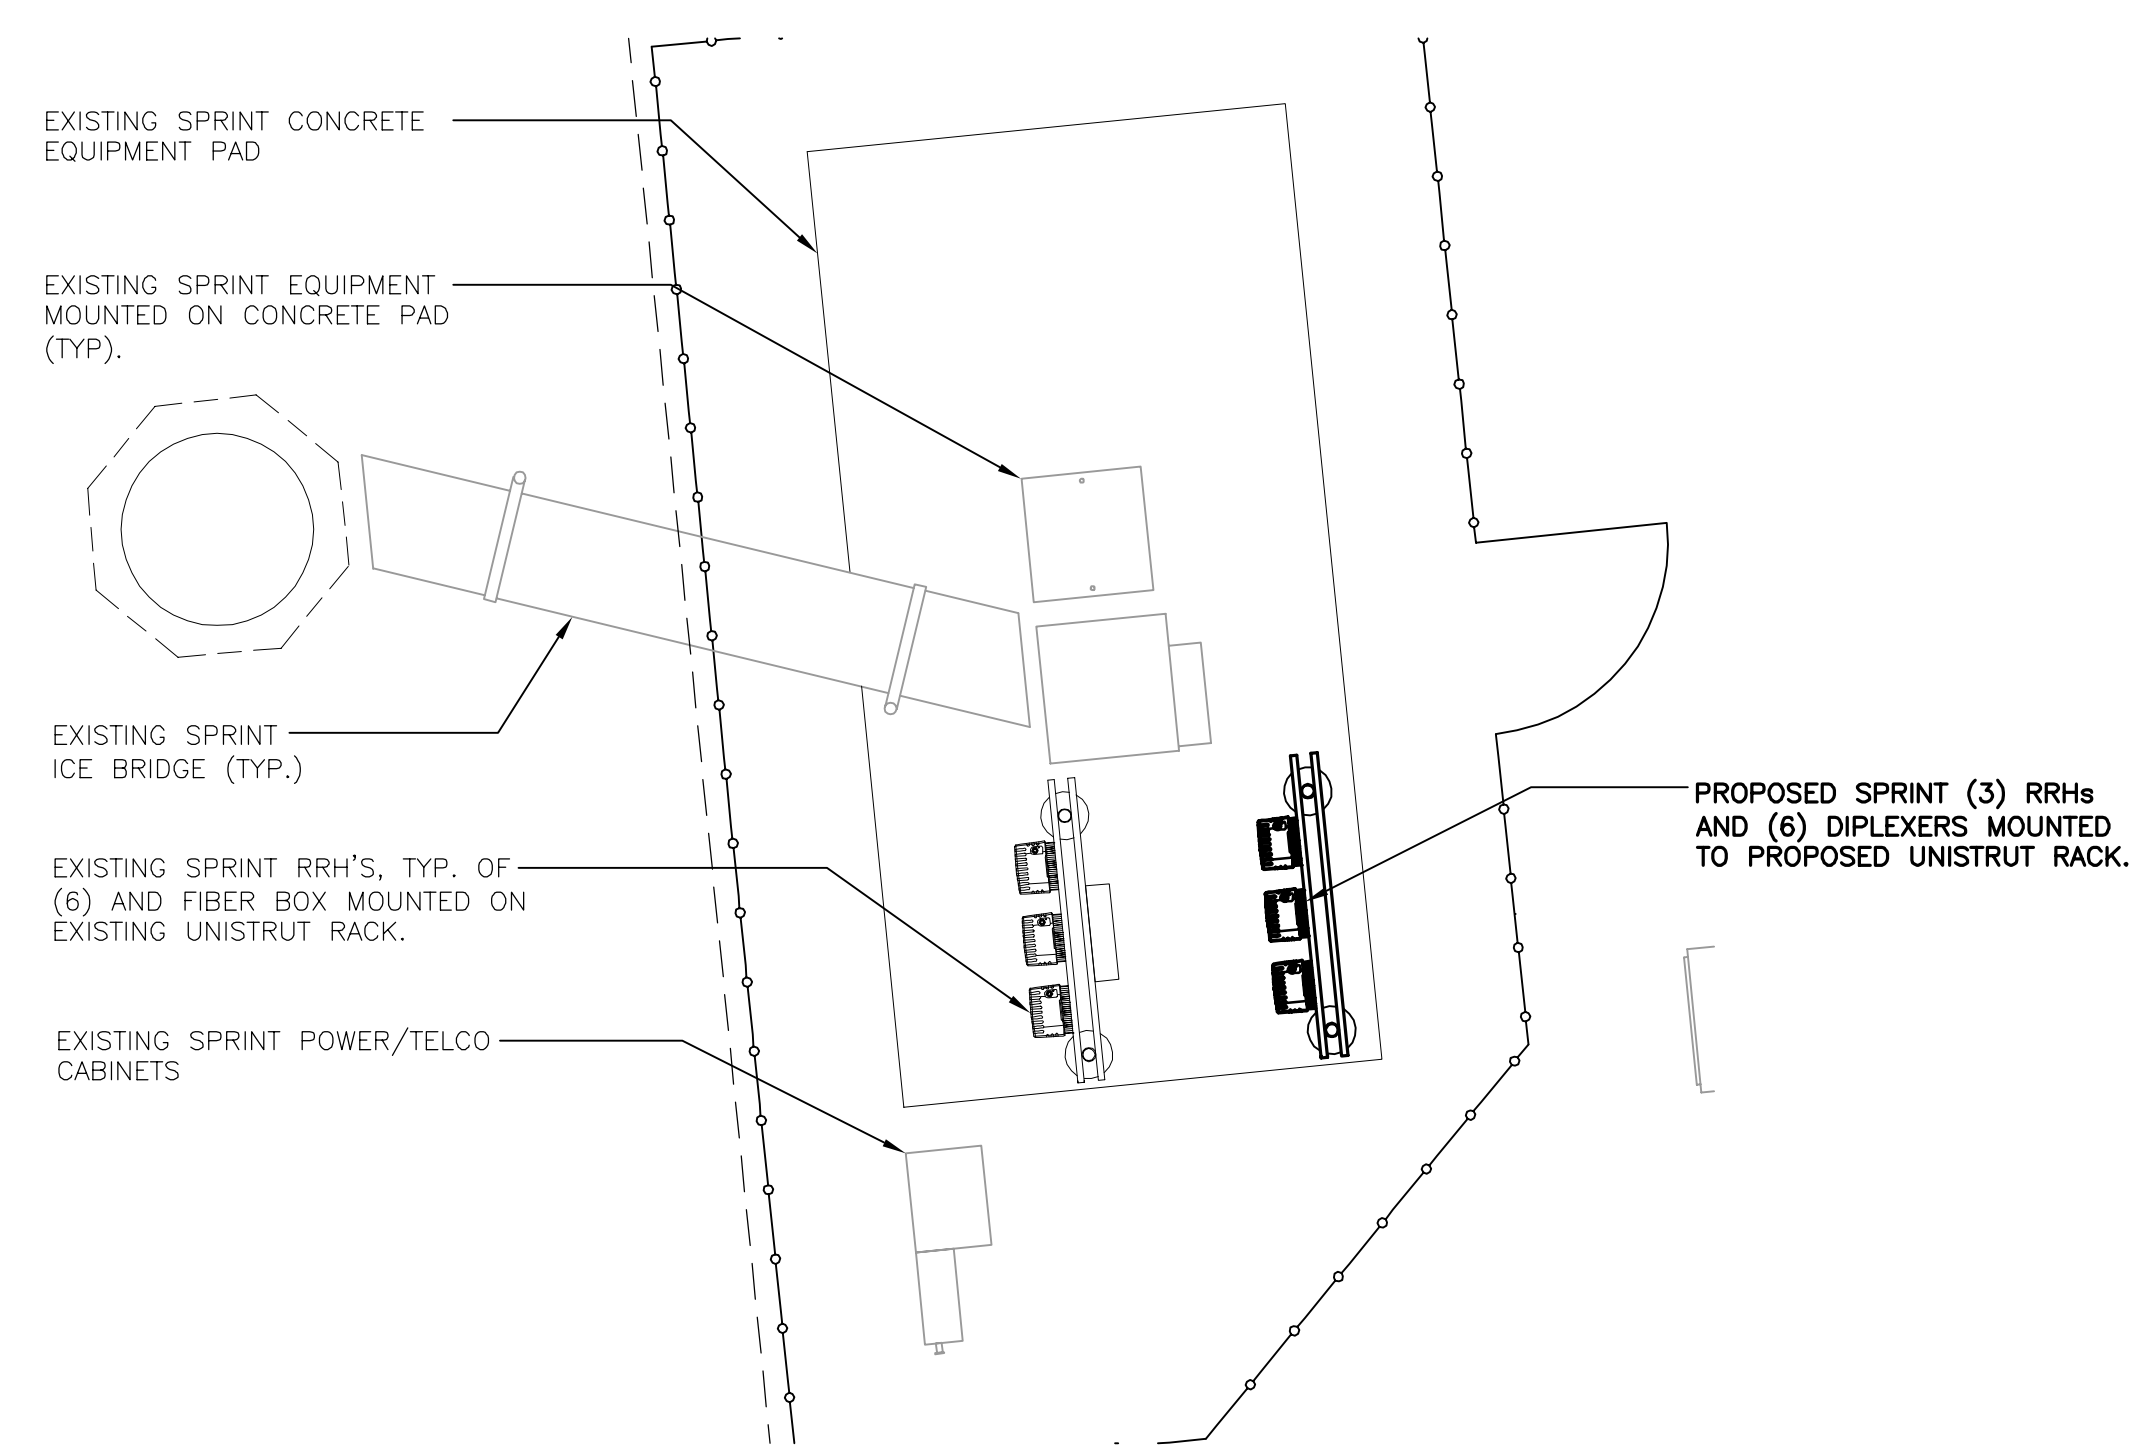 EXISTING SPRINT CONCRETE
EQUIPMENT PAD
EXISTING SPRINT EQUIPMENT
MOUNTED ON CONCRETE PAD
(TYP).
EXISTING SPRINT
ICE BRIDGE (TYP.)
PROPOSED SPRINT (3) RRHs
AND (6) DIPLEXERS MOUNTED
TO PROPOSED UNISTRUT RACK.
EXISTING SPRINT RRH'S, TYP. OF
(6) AND FIBER BOX MOUNTED ON
EXISTING UNISTRUT RACK.
EXISTING SPRINT POWER/TELCO
CABINETS